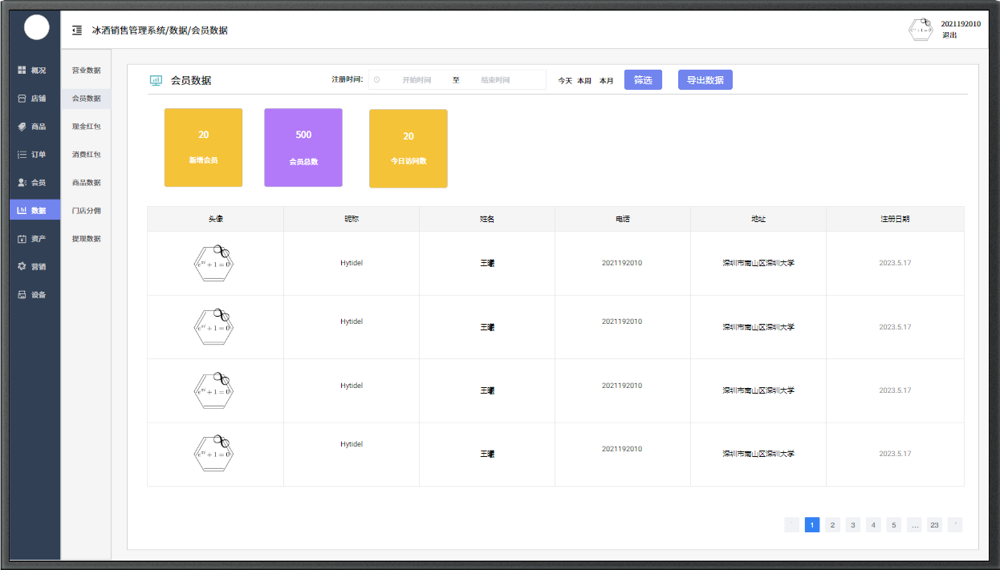 冰酒销售管理系统/数据/会员数据
2021192010
退出
概况
店铺
商品
订单
会员
数据
资产
营销
设备
营业数据
会员数据
现金红包
消费红包
商品数据
门店分佣
提现数据
会员数据
注册时间: 开始时间 至 结束时间 今天 本周 本月 筛选 导出数据
20 500 20
新增会员 会员总数 今日访问数
头像 昵称 姓名 电话 地址 注册日期
e^{πi} + 1 = 0 Hytidel 王曦 2021192010 深圳市南山区深圳大学 2023.5.17
e^{πi} + 1 = 0 Hytidel 王曦 2021192010 深圳市南山区深圳大学 2023.5.17
e^{πi} + 1 = 0 Hytidel 王曦 2021192010 深圳市南山区深圳大学 2023.5.17
e^{πi} + 1 = 0 Hytidel 王曦 2021192010 深圳市南山区深圳大学 2023.5.17
1 2 3 4 5 ... 23